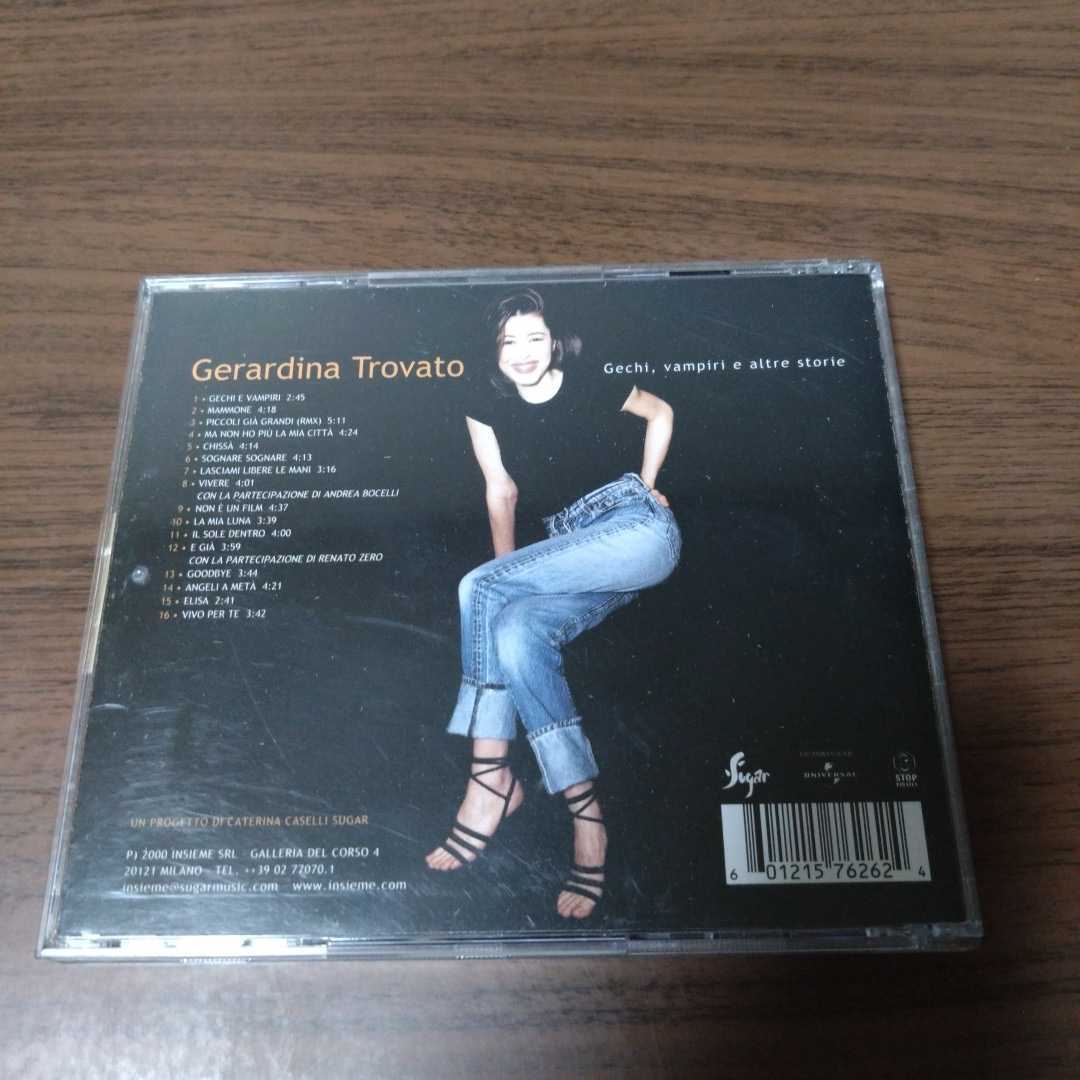 Gerardina Trovato
Gechi, vampiri e altre storie
1 • GECHI E VAMPIRI 2:45
2 • MAMMONE 4:18
3 • PICCOLI GIÀ GRANDI (RMX) 5:11
4 • MA NON HO PIÙ LA MIA CITTÀ 4:24
5 • CHISSÀ 4:14
6 • SOGNARE SOGNARE 4:13
7 • LASCIAMI LIBERE LE MANI 3:16
8 • VIVERE 4:01
CON LA PARTECIPAZIONE DI ANDREA BOCELLI
9 • NON È UN FILM 4:37
10 • LA MIA LUNA 3:39
11 • IL SOLE DENTRO 4:00
12 • E GIÀ 3:59
CON LA PARTECIPAZIONE DI RENATO ZERO
13 • GOODBYE 3:44
14 • ANGELI A METÀ 4:21
15 • ELISA 2:41
16 • VIVO PER TE 3:42
UN PROGETTO DI CATERINA CASELLI SUGAR
P) 2000 INSIEME SRL - GALLERIA DEL CORSO 4
20121 MILANO - TEL. ++39 02 77070.1
insieme@sugarmusic.com www.insieme.com
Sugar
UNIVERSAL
STOP
6 01215 76262 4